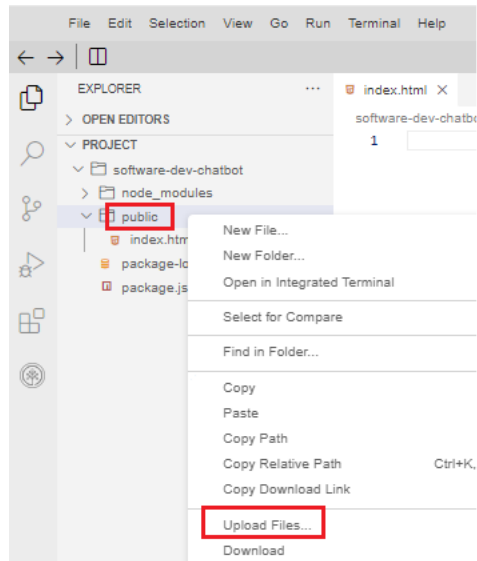 File Edit Selection View Go Run Terminal Help
EXPLORER
index.html
OPEN EDITORS
software-dev-chatbo
PROJECT
1
software-dev-chatbot
node_modules
public
index.htm
package-lo
package.js
New File...
New Folder...
Open in Integrated Terminal
Select for Compare
Find in Folder...
Copy
Paste
Copy Path
Copy Relative Path Ctrl+K,
Copy Download Link
Upload Files...
Download